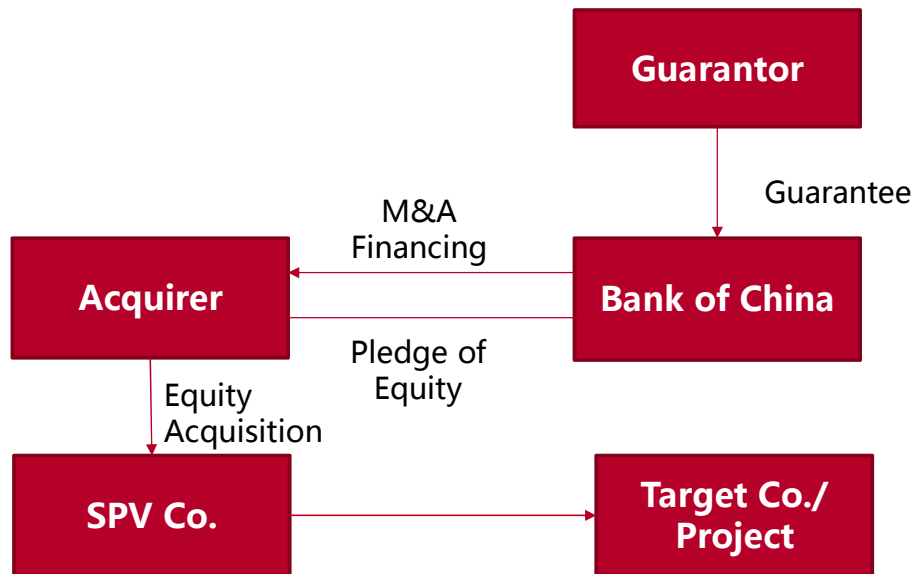 Guarantor
Guarantee
M&A
Financing
Acquirer
Bank of China
Pledge of
Equity
Equity
Acquisition
SPV Co.
Target Co./
Project